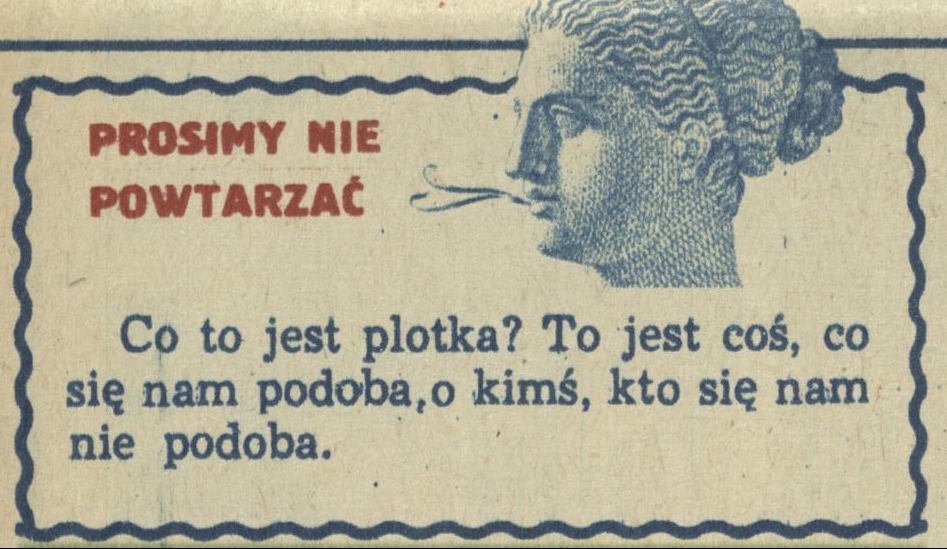 PROSIMY NIE
POWTARZAĆ
Co to jest plotka? To jest coś, co
się nam podoba,o kimś, kto się nam
nie podoba.